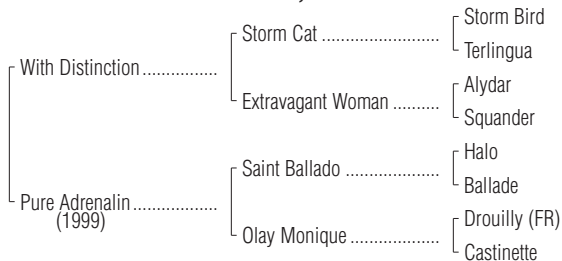 Storm Bird
Storm Cat ........................
Terlingua
With Distinction ................
Alydar
Extravagant Woman ..........
Squander
Halo
Saint Ballado ....................
Ballade
Pure Adrenalin ..................
(1999)
Drouilly (FR)
Olay Monique ...................
Castinette